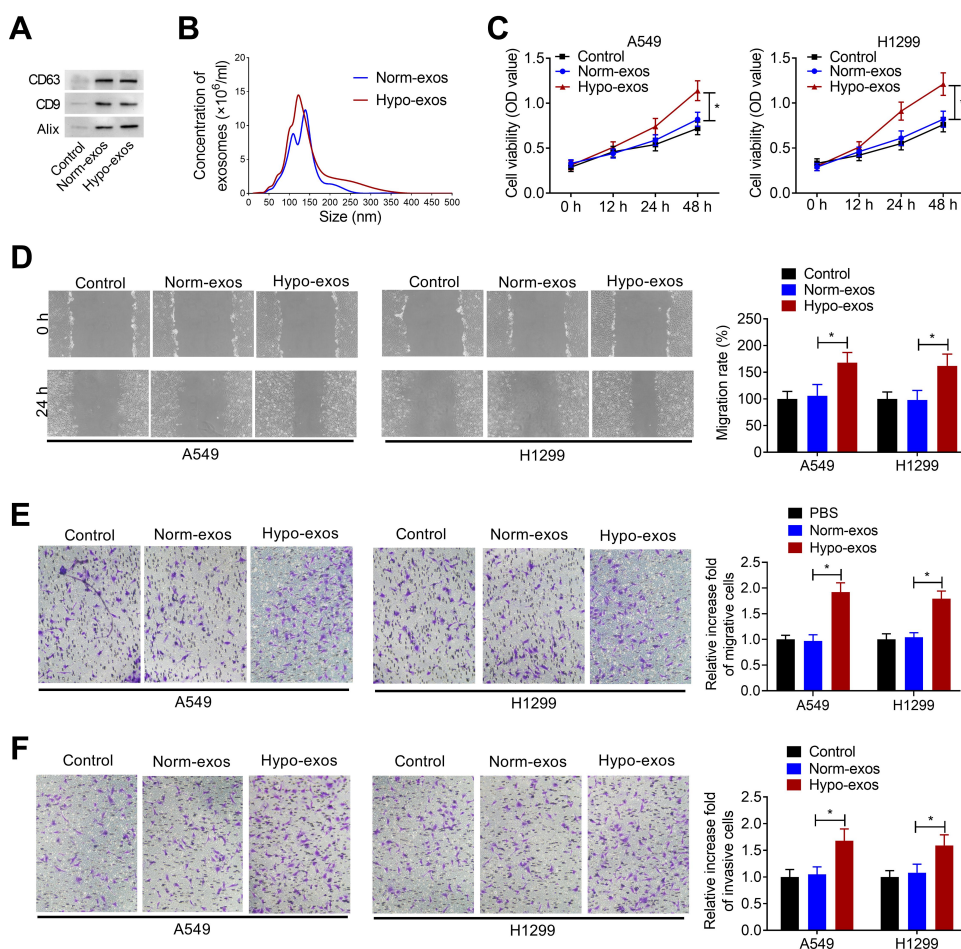 A
CD63
CD9
Alix
Control
Norm-exos
Hypo-exos
B
Concentration of
exosomes (×10⁶/ml)
20
15
10
5
0
Norm-exos
Hypo-exos
0 50 100 150 200 250 300 350 400 450 500
Size (nm)
C
A549
Cell viability (OD value)
1.5
1.0
0.5
0.0
Control
Norm-exos
Hypo-exos
*
0 h 12 h 24 h 48 h
H1299
Cell viability (OD value)
1.5
1.0
0.5
0.0
Control
Norm-exos
Hypo-exos
0 h 12 h 24 h 48 h
D
Control Norm-exos Hypo-exos Control Norm-exos Hypo-exos
0 h
24 h
A549 H1299
Control
Norm-exos
Hypo-exos
Migration rate (%)
250
200
150
100
50
0
* *
A549 H1299
E
Control Norm-exos Hypo-exos Control Norm-exos Hypo-exos
A549 H1299
PBS
Norm-exos
Hypo-exos
Relative increase fold
of migrative cells
2.5
2.0
1.5
1.0
0.5
0.0
* *
A549 H1299
F
Control Norm-exos Hypo-exos Control Norm-exos Hypo-exos
A549 H1299
Control
Norm-exos
Hypo-exos
Relative increase fold
of invasive cells
2.5
2.0
1.5
1.0
0.5
0.0
* *
A549 H1299